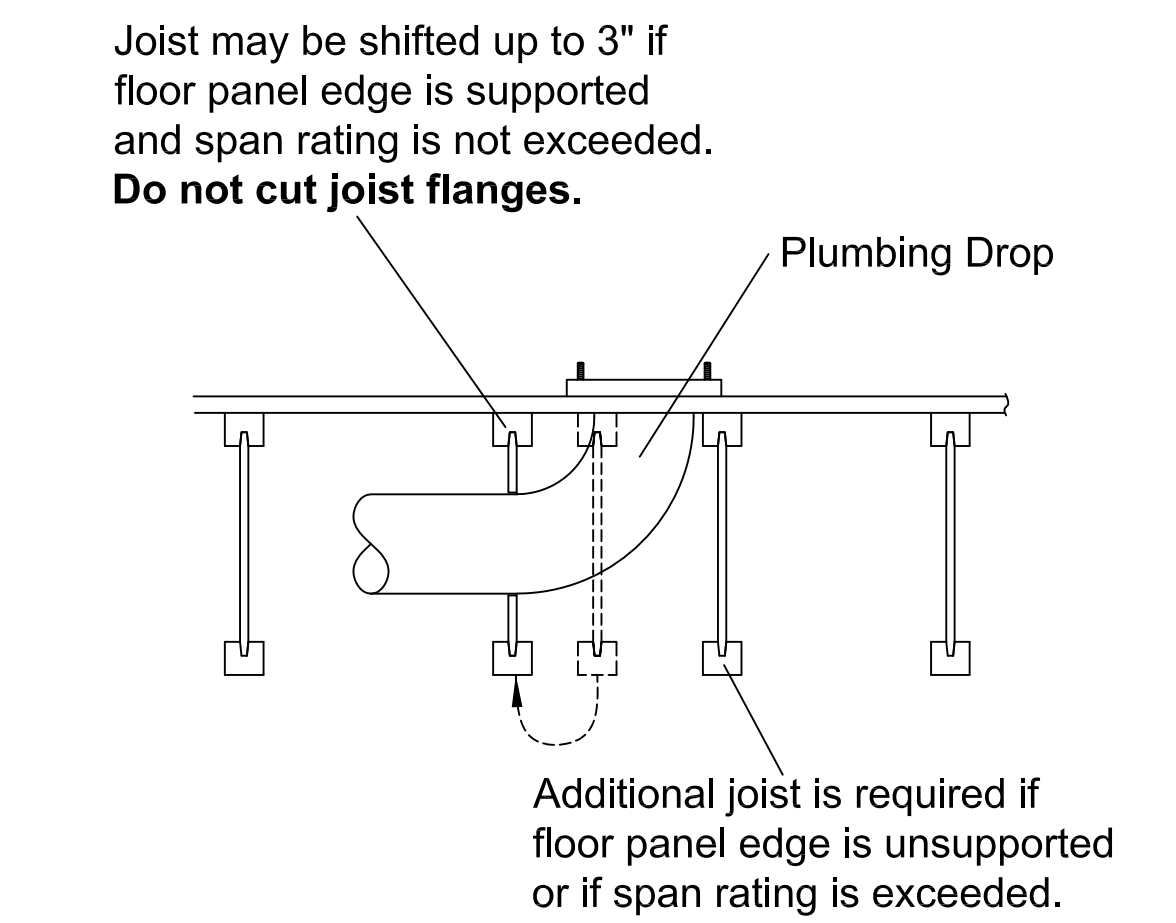 Joist may be shifted up to 3" if
floor panel edge is supported
and span rating is not exceeded.
Do not cut joist flanges.
Plumbing Drop
Additional joist is required if
floor panel edge is unsupported
or if span rating is exceeded.